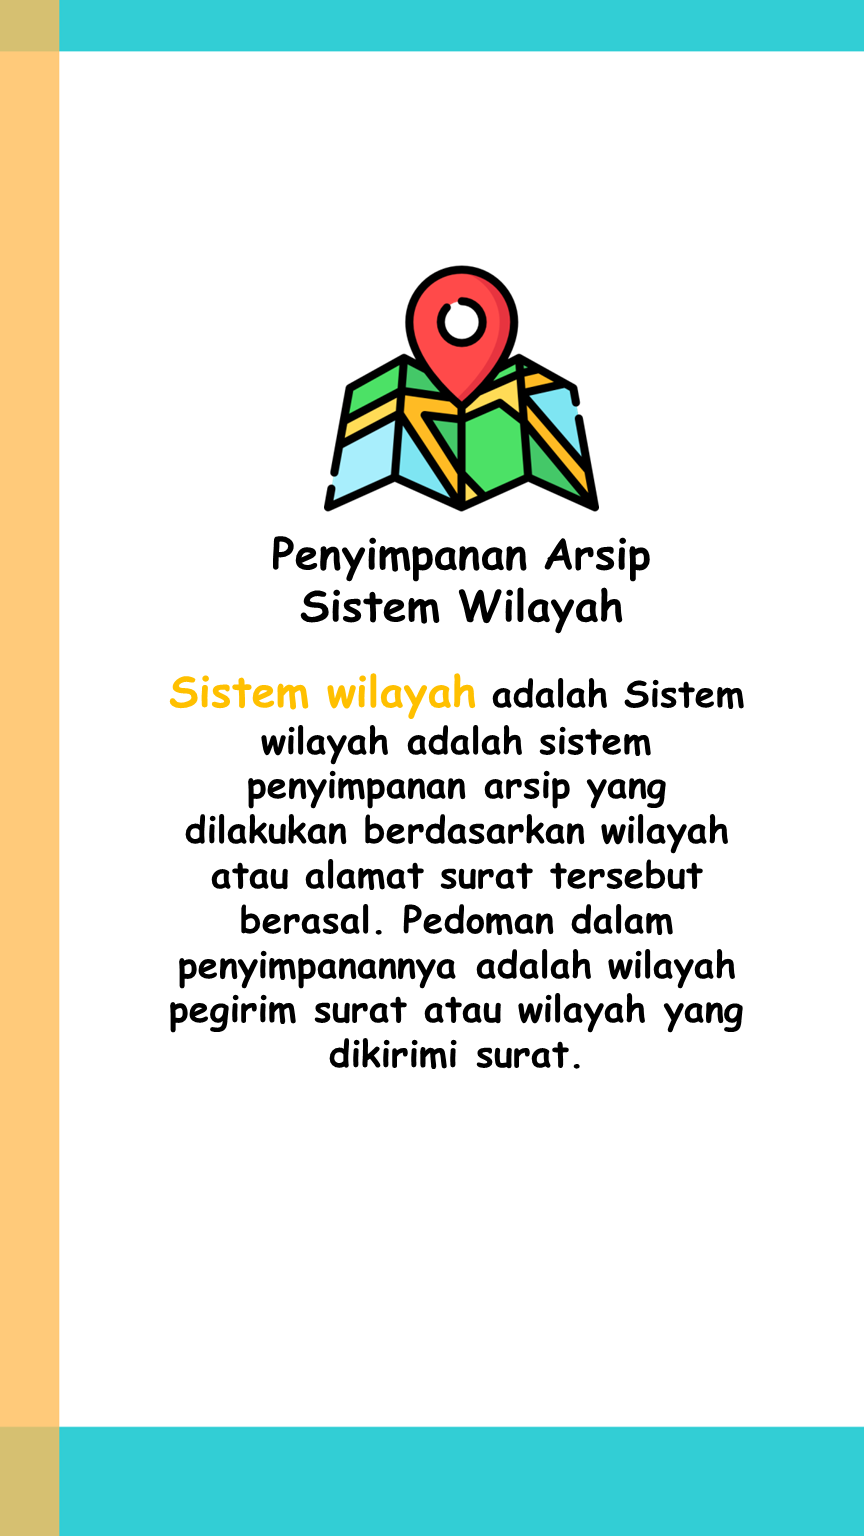 Penyimpanan Arsip
Sistem Wilayah
Sistem wilayah adalah Sistem
wilayah adalah sistem
penyimpanan arsip yang
dilakukan berdasarkan wilayah
atau alamat surat tersebut
berasal. Pedoman dalam
penyimpanannya adalah wilayah
pegirim surat atau wilayah yang
dikirimi surat.